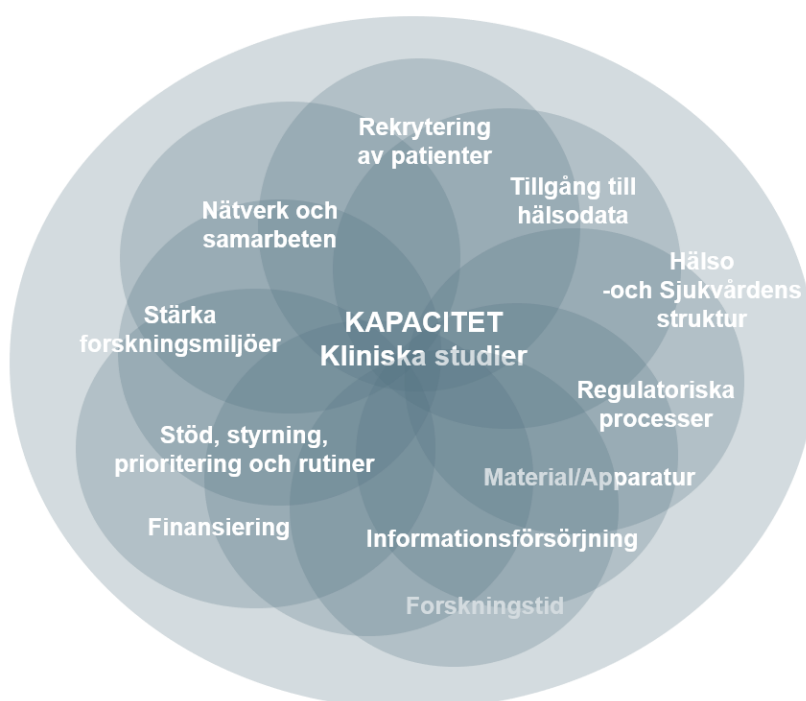 Rekrytering
av patienter
Tillgång till
hälsodata
Nätverk och
samarbeten
Hälso
-och Sjukvårdens
struktur
Stärka
forskningsmiljöer
KAPACITET
Kliniska studier
Regulatoriska
processer
Stöd, styrning,
prioritering och rutiner
Material/Apparatur
Finansiering
Informationsförsörjning
Forskningstid